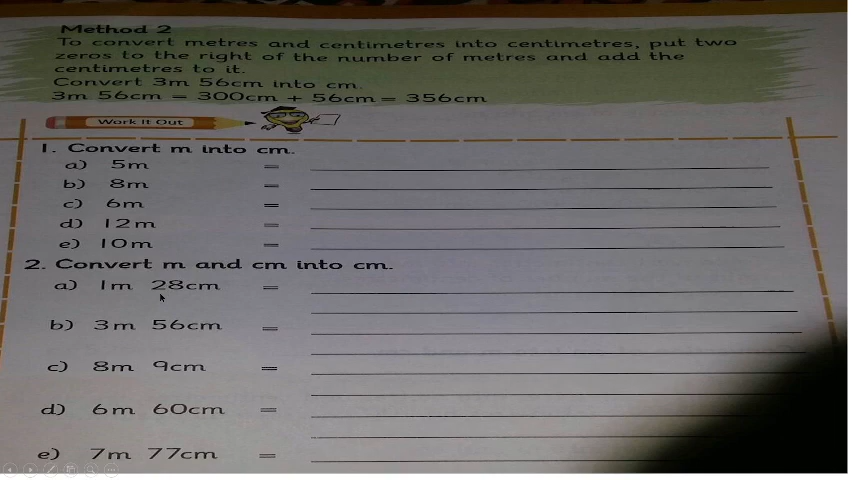 Method 2
To convert metres and centimetres into centimetres, put two
zeros to the right of the number of metres and add the
centimetres to it.
Convert 3m 56cm into cm.
3m 56cm = 300cm + 56cm = 356cm
Work It Out
1. Convert m into cm.
a) 5m =
b) 8m =
c) 6m =
d) 12m =
e) 10m =
2. Convert m and cm into cm.
a) 1m 28cm =
b) 3m 56cm =
c) 8m 9cm =
d) 6m 60cm =
e) 7m 77cm =